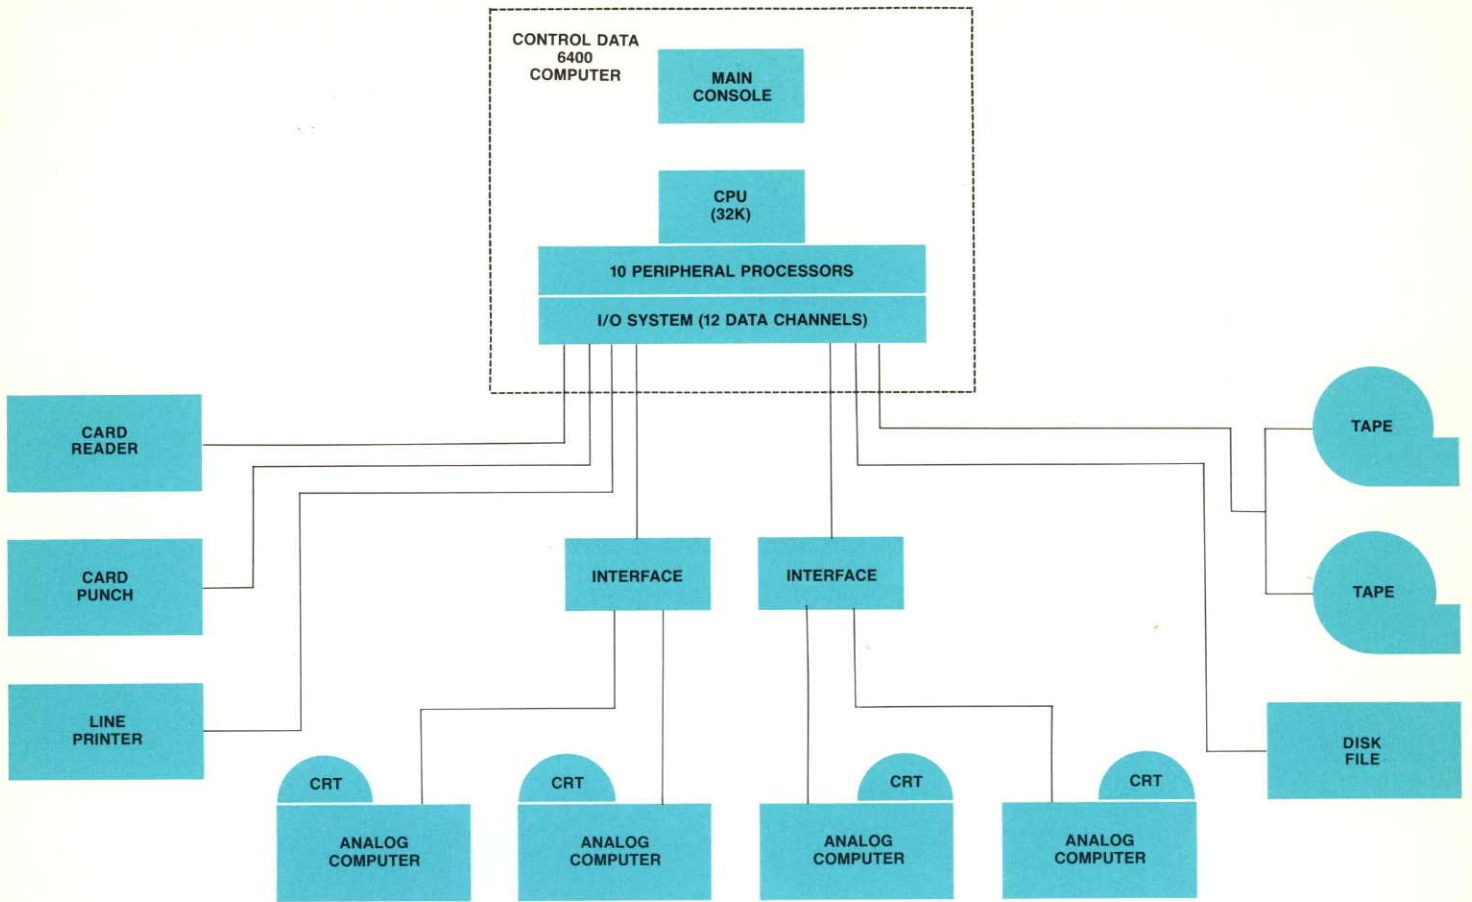 CONTROL DATA
6400
COMPUTER
MAIN
CONSOLE
CPU
(32K)
10 PERIPHERAL PROCESSORS
I/O SYSTEM (12 DATA CHANNELS)
CARD
READER
TAPE
CARD
PUNCH
INTERFACE
INTERFACE
TAPE
LINE
PRINTER
DISK
FILE
CRT
CRT
CRT
CRT
ANALOG
COMPUTER
ANALOG
COMPUTER
ANALOG
COMPUTER
ANALOG
COMPUTER